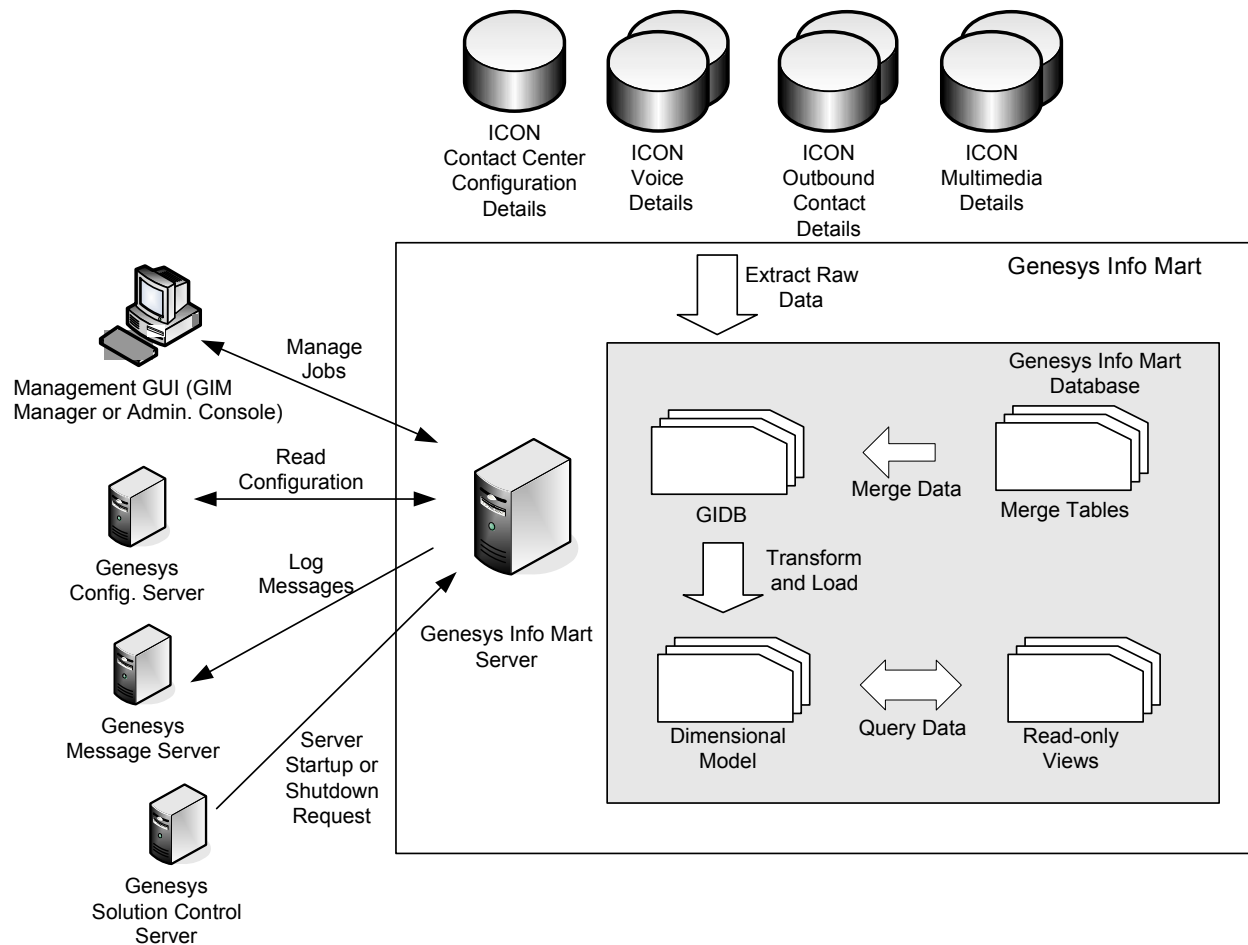 ICON
Contact Center
Configuration
Details
ICON
Voice
Details
ICON
Outbound
Contact
Details
ICON
Multimedia
Details
Genesys Info Mart
Extract Raw
Data
Manage
Jobs
Management GUI (GIM
Manager or Admin. Console)
Genesys Info Mart
Database
Read
Configuration
Merge Data
GIDB
Merge Tables
Genesys
Config. Server
Log
Messages
Transform
and Load
Genesys Info Mart
Server
Genesys
Message Server
Server
Startup or
Shutdown
Request
Dimensional
Model
Query Data
Read-only
Views
Genesys
Solution Control
Server